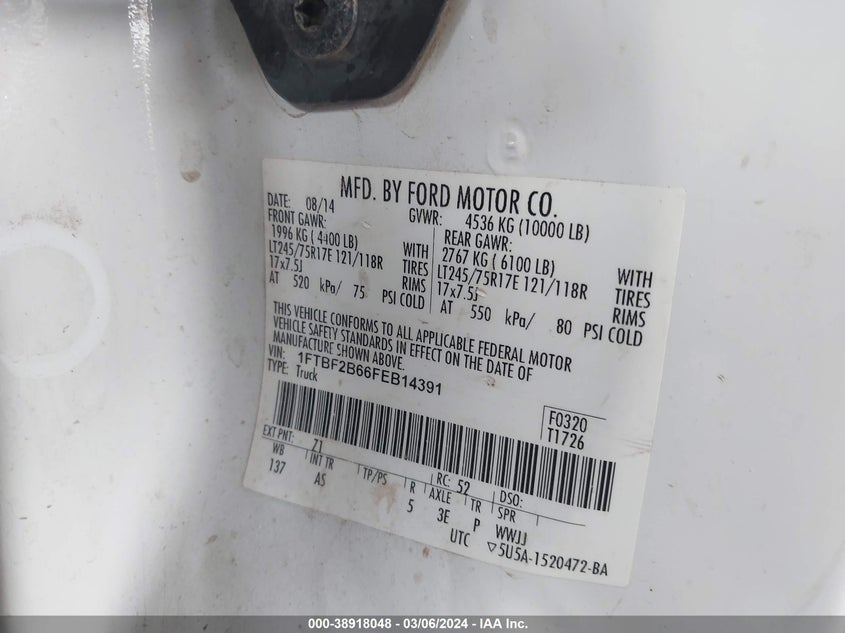 MFD. BY FORD MOTOR CO.
DATE: 08/14 GVWR: 4536 KG (10000 LB)
FRONT GAWR: REAR GAWR:
1996 KG ( 4400 LB) WITH 2767 KG ( 6100 LB) WITH
LT245/75R17E 121/118R TIRES LT245/75R17E 121/118R TIRES
17x7.5J RIMS 17x7.5J RIMS
AT 520 kPa/ 75 PSI COLD AT 550 kPa/ 80 PSI COLD
THIS VEHICLE CONFORMS TO ALL APPLICABLE FEDERAL MOTOR
VEHICLE SAFETY STANDARDS IN EFFECT ON THE DATE OF
MANUFACTURE SHOWN ABOVE.
VIN: 1FTBF2B66FEB14391
TYPE: Truck
F0320
T1726
EXT PNT: Z1 RC: 52 DSO:
WB INT TR TP/PS R AXLE TR SPR
137 AS 5 3E P WWJJ
UTC ▽5U5A-1520472-BA
000-38918048 - 03/06/2024 - IAA Inc.